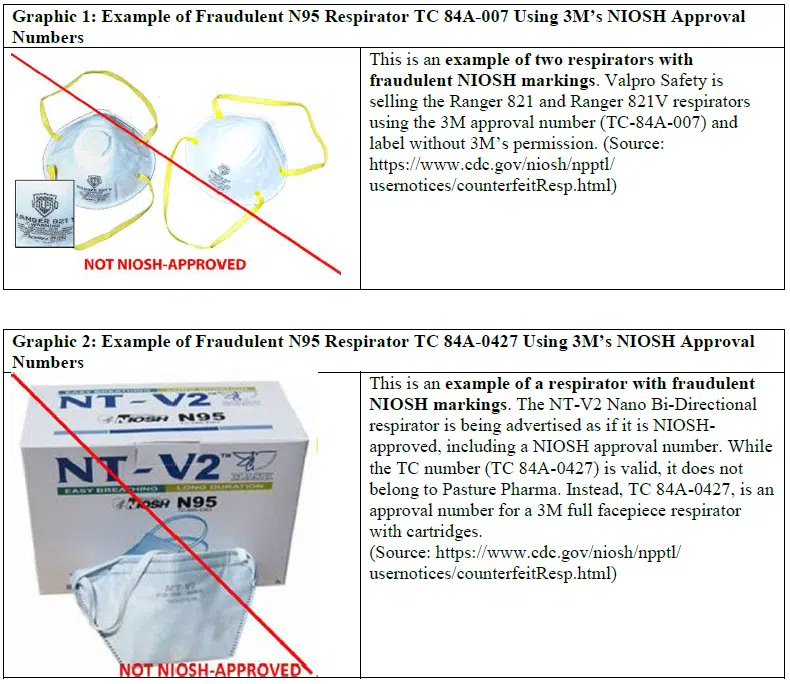 Graphic 1: Example of Fraudulent N95 Respirator TC 84A-007 Using 3M’s NIOSH Approval
Numbers
VALPRO
RANGER 821
WARNING
NOT NIOSH-APPROVED
This is an example of two respirators with
fraudulent NIOSH markings. Valpro Safety is
selling the Ranger 821 and Ranger 821V respirators
using the 3M approval number (TC-84A-007) and
label without 3M’s permission. (Source:
https://www.cdc.gov/niosh/npptl/
usernotices/counterfeitResp.html)
Graphic 2: Example of Fraudulent N95 Respirator TC 84A-0427 Using 3M’s NIOSH Approval
Numbers
EASY BREATHING LONG DURATION
NT-V2™
NIOSH N95
NT-V2™
MASK
EASY BREATHING LONG DURATION
NIOSH N95
NT-V2
NOT NIOSH-APPROVED
This is an example of a respirator with fraudulent
NIOSH markings. The NT-V2 Nano Bi-Directional
respirator is being advertised as if it is NIOSH-
approved, including a NIOSH approval number. While
the TC number (TC 84A-0427) is valid, it does not
belong to Pasture Pharma. Instead, TC 84A-0427, is an
approval number for a 3M full facepiece respirator
with cartridges.
(Source: https://www.cdc.gov/niosh/npptl/
usernotices/counterfeitResp.html)